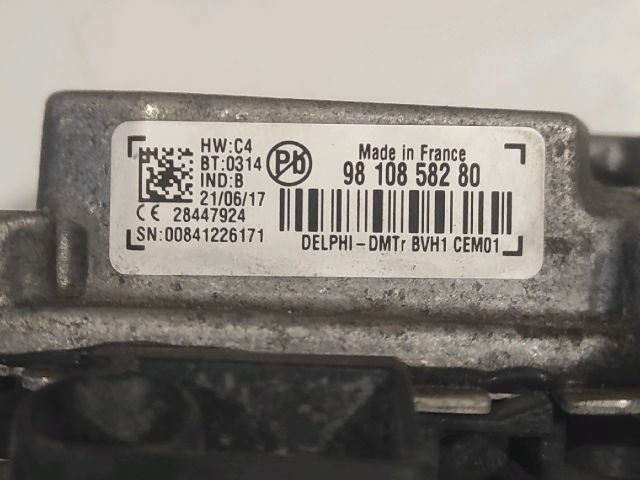 HW:C4
BT:0314
IND:B
21/06/17
CE 28447924
SN:00841226171
Pb
Made in France
98 108 582 80
DELPHI-DMTr BVH1 CEM01